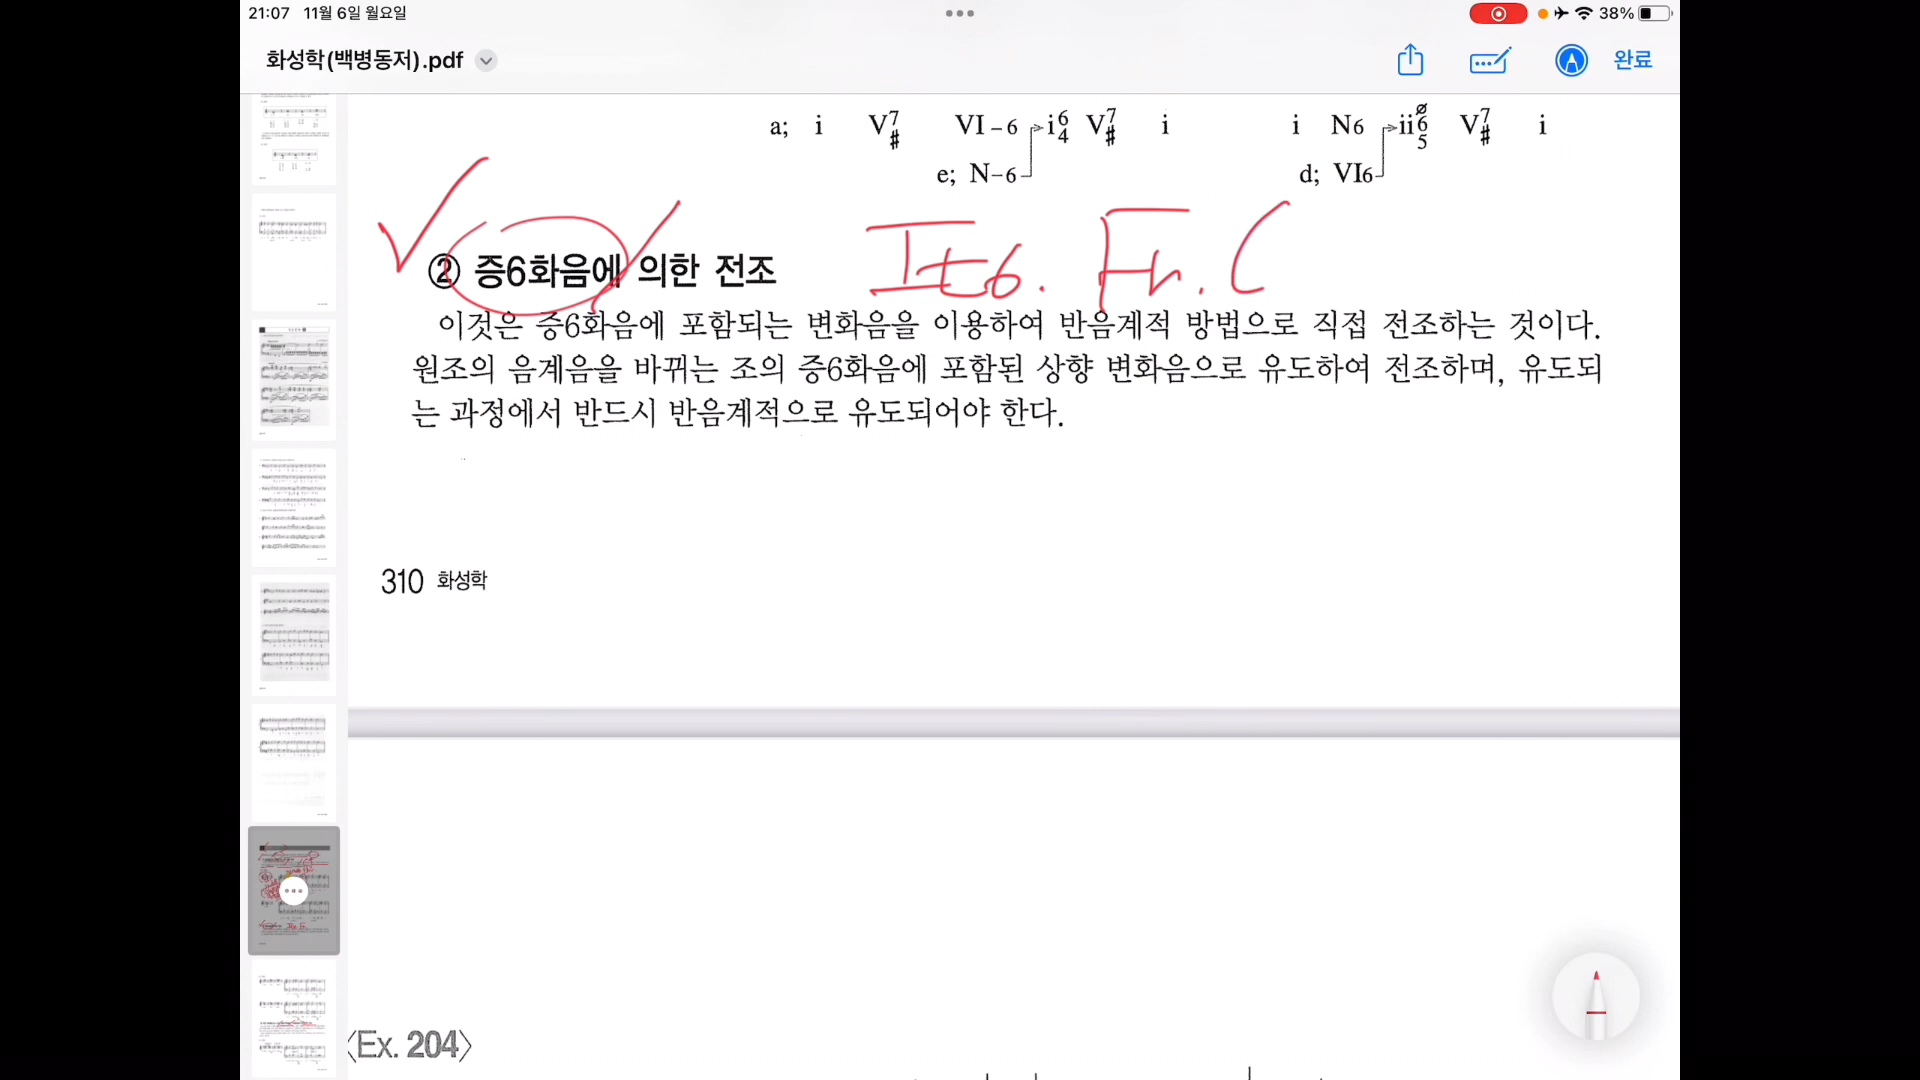 21:07 11월 6일 월요일
38%
화성학(백병동저).pdf
완료
a; i V7♯ VI-6 i64 V7♯ i i N6 iiø65 V7♯ i
e; N-6 d; VI6
② 증6화음에 의한 전조 It6. Fr. (
이것은 증6화음에 포함되는 변화음을 이용하여 반음계적 방법으로 직접 전조하는 것이다.
원조의 음계음을 바뀌는 조의 증6화음에 포함된 상향 변화음으로 유도하여 전조하며, 유도되
는 과정에서 반드시 반음계적으로 유도되어야 한다.
310 화성학
〈Ex. 204〉